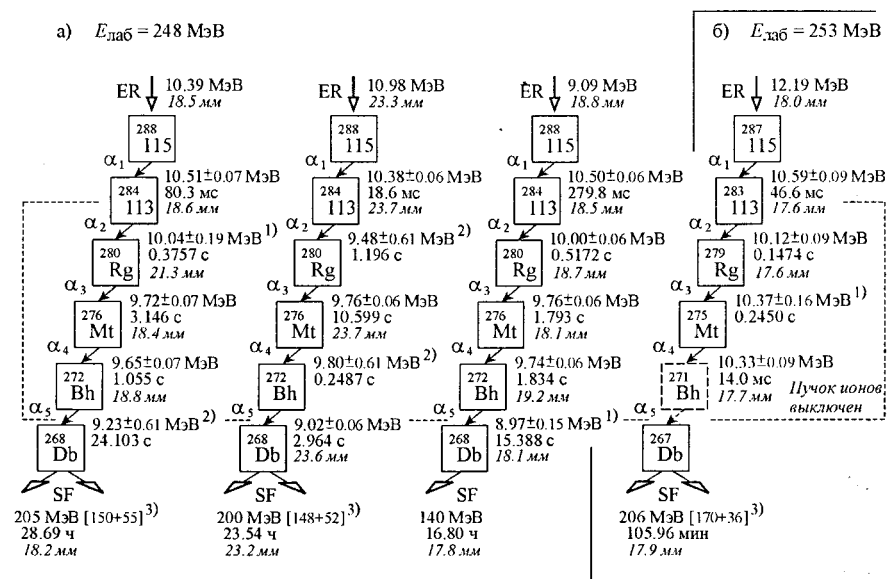 а) Eлаб = 248 МэВ
ER
10.39 МэВ
18.5 мм
288
115
α1
10.51±0.07 МэВ
80.3 мс
18.6 мм
284
113
α2
10.04±0.19 МэВ1)
0.3757 с
21.3 мм
280
Rg
α3
9.72±0.07 МэВ
3.146 с
18.4 мм
276
Mt
α4
9.65±0.07 МэВ
1.055 с
18.8 мм
272
Bh
α5
9.23±0.61 МэВ2)
24.103 с
268
Db
SF
205 МэВ [150+55]3)
28.69 ч
18.2 мм
ER
10.98 МэВ
23.3 мм
288
115
α1
10.38±0.06 МэВ
18.6 мс
23.7 мм
284
113
α2
9.48±0.61 МэВ2)
1.196 с
280
Rg
α3
9.76±0.06 МэВ
10.599 с
23.7 мм
276
Mt
α4
9.80±0.61 МэВ2)
0.2487 с
272
Bh
α5
9.02±0.06 МэВ
2.964 с
23.6 мм
268
Db
SF
200 МэВ [148+52]3)
23.54 ч
23.2 мм
ER
9.09 МэВ
18.8 мм
288
115
α1
10.50±0.06 МэВ
279.8 мс
18.5 мм
284
113
α2
10.00±0.06 МэВ
0.5172 с
18.7 мм
280
Rg
α3
9.76±0.06 МэВ
1.793 с
18.1 мм
276
Mt
α4
9.74±0.06 МэВ
1.834 с
19.2 мм
272
Bh
α5
8.97±0.15 МэВ1)
15.388 с
18.1 мм
268
Db
SF
140 МэВ
16.80 ч
17.8 мм
б) Eлаб = 253 МэВ
ER
12.19 МэВ
18.0 мм
287
115
α1
10.59±0.09 МэВ
46.6 мс
17.6 мм
283
113
α2
10.12±0.09 МэВ
0.1474 с
17.6 мм
279
Rg
α3
10.37±0.16 МэВ1)
0.2450 с
275
Mt
α4
10.33±0.09 МэВ
14.0 мс
17.7 мм
271
Bh
Пучок ионов
выключен
α5
267
Db
SF
206 МэВ [170+36]3)
105.96 мин
17.9 мм